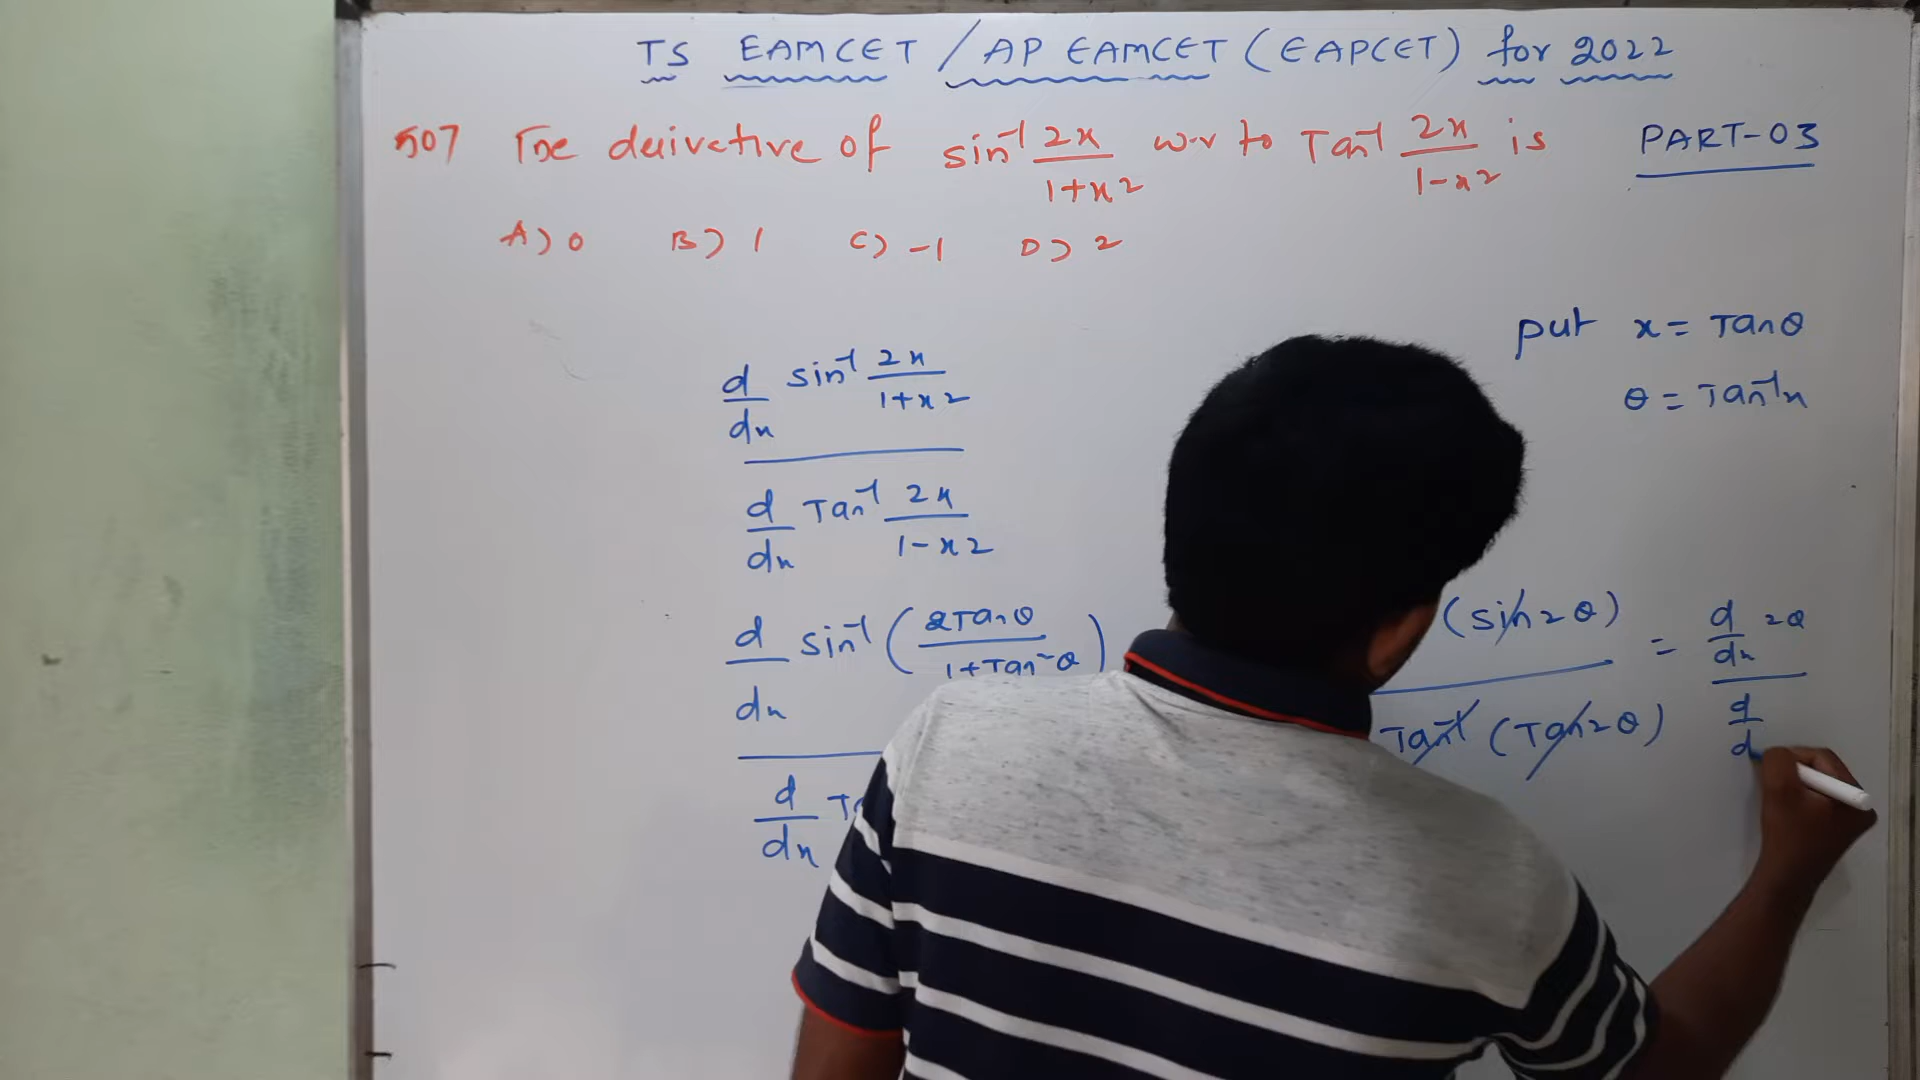 TS EAMCET / AP EAMCET (EAPCET) for 2022
507 The derivative of sin⁻¹ 2x/1+x² w.r to Tan⁻¹ 2x/1-x² is
PART-03
A) 0 B) 1 C) -1 D) 2
put x = Tanθ
θ = Tan⁻¹x
d/dx sin⁻¹ 2x/1+x²
d/dx Tan⁻¹ 2x/1-x²
d/dx sin⁻¹ (2Tanθ/1+Tan²θ)
(sin2θ) = d/dx 2θ
Tan⁻¹ (Tan2θ) d/d
d/dx